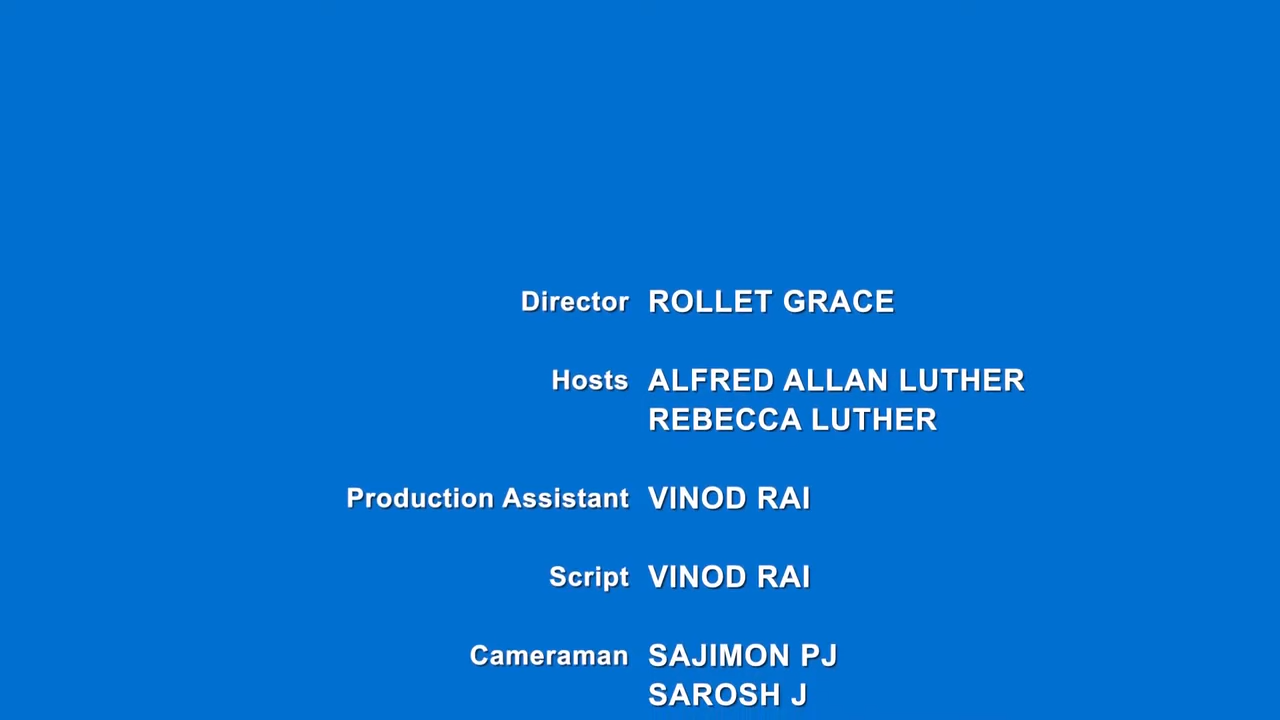 Director ROLLET GRACE
Hosts ALFRED ALLAN LUTHER
REBECCA LUTHER
Production Assistant VINOD RAI
Script VINOD RAI
Cameraman SAJIMON PJ
SAROSH J